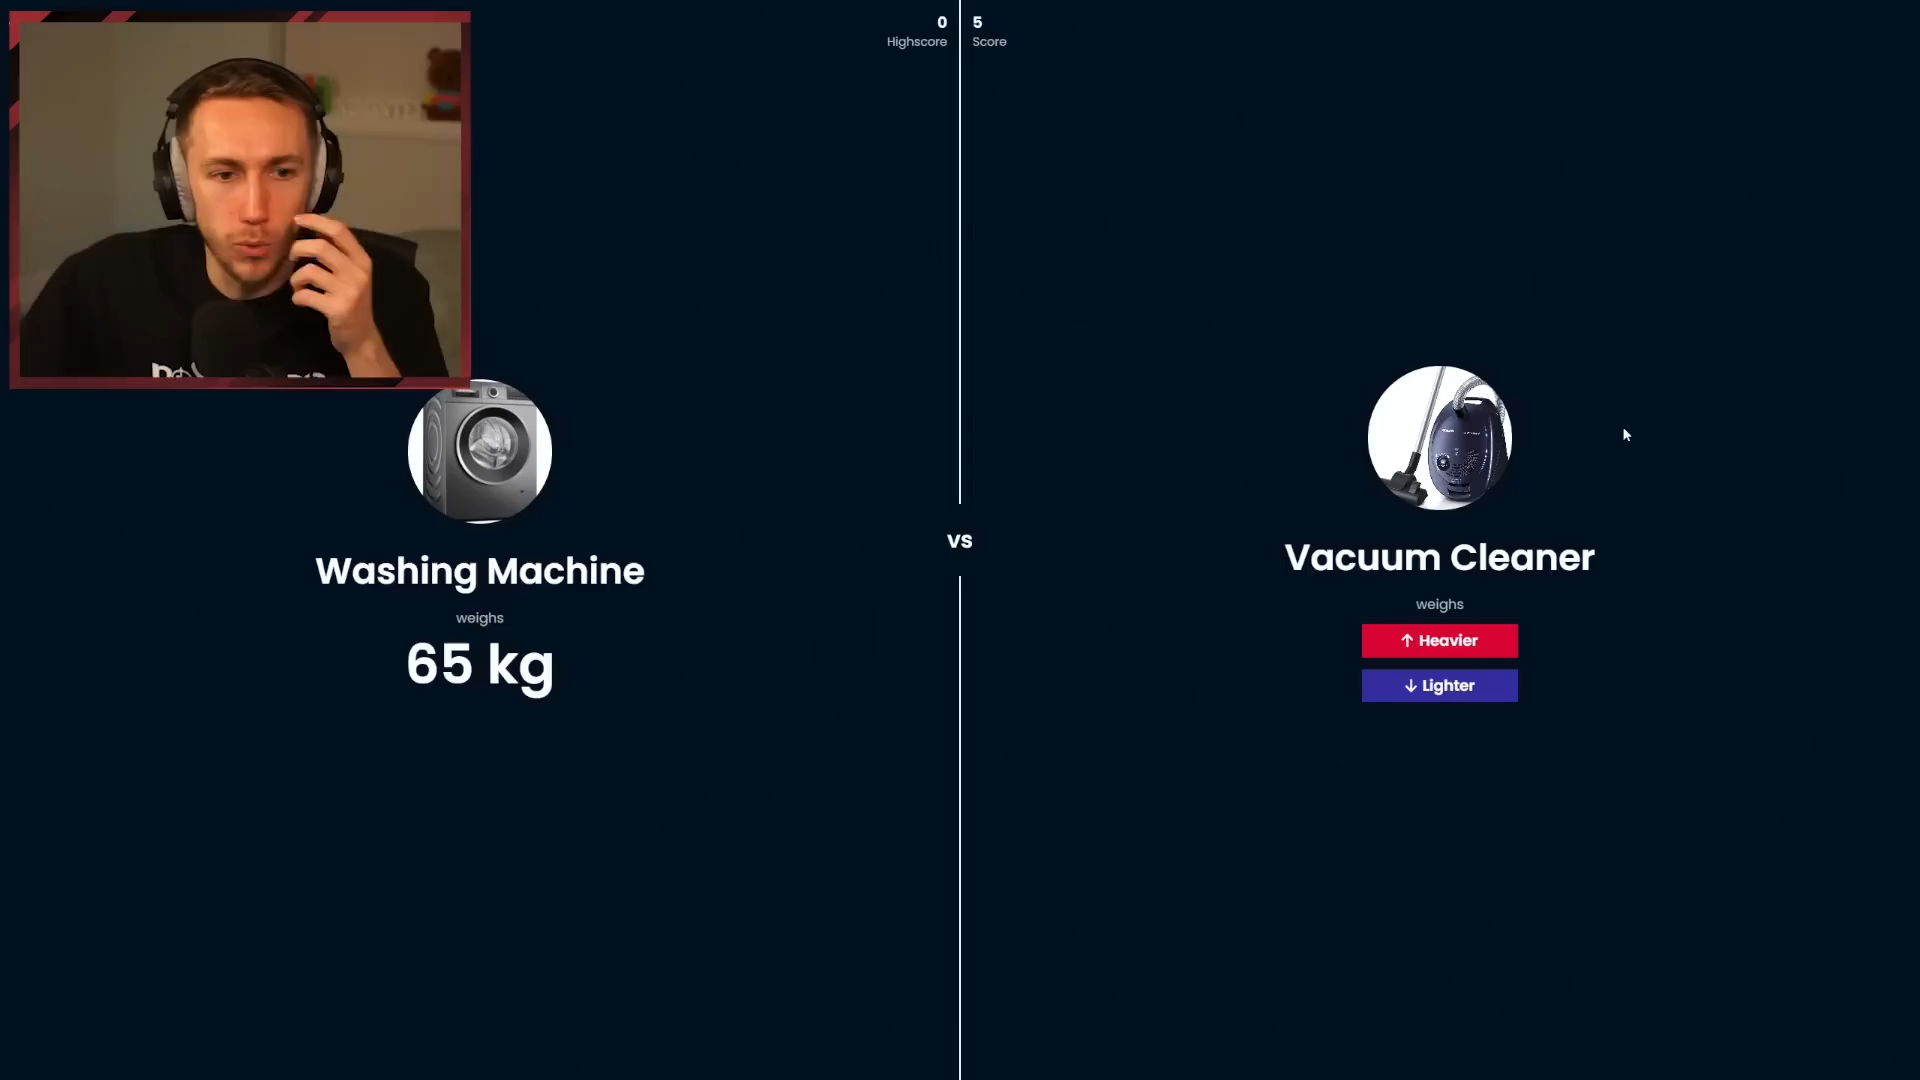 0
Highscore
5
Score
Washing Machine
weighs
65 kg
vs
Vacuum Cleaner
weighs
↑ Heavier
↓ Lighter